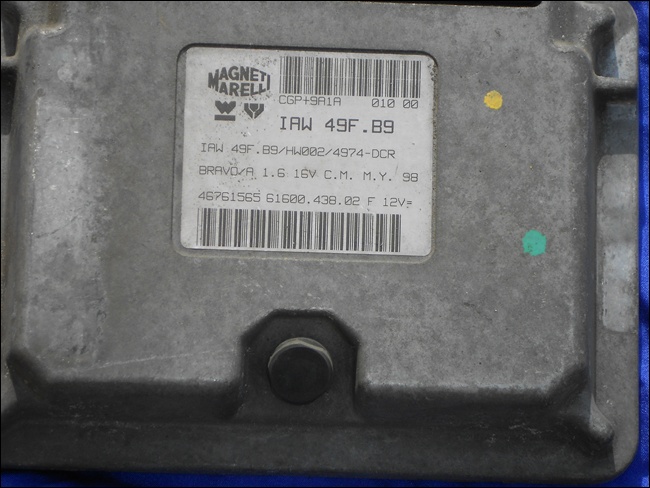 MAGNETI
MARELLI
CGP+9A1A 010 00
IAW 49F.B9
IAW 49F.B9/HW002/4974-DCR
BRAVO/A 1.6 16V C.M. M.Y. 98
46761565 61600.438.02 F 12V=